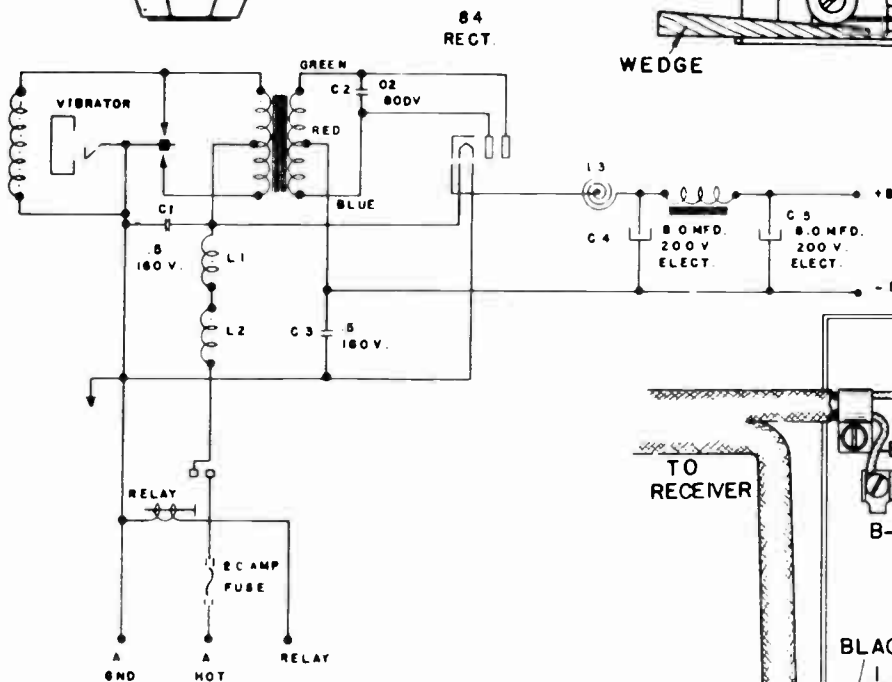 84
RECT.
WEDGE
GREEN
VIBRATOR
C2
02
800V
RED
BLUE
C1
.5
160 V.
L1
L2
C3
.5
160 V.
L3
C4
8.0 MFD.
200 V
ELECT.
C5
8.0 MFD.
200 V.
ELECT.
+B
-
TO
RECEIVER
B-
RELAY
AMP
FUSE
A
GND
A
HOT
RELAY
BLAC